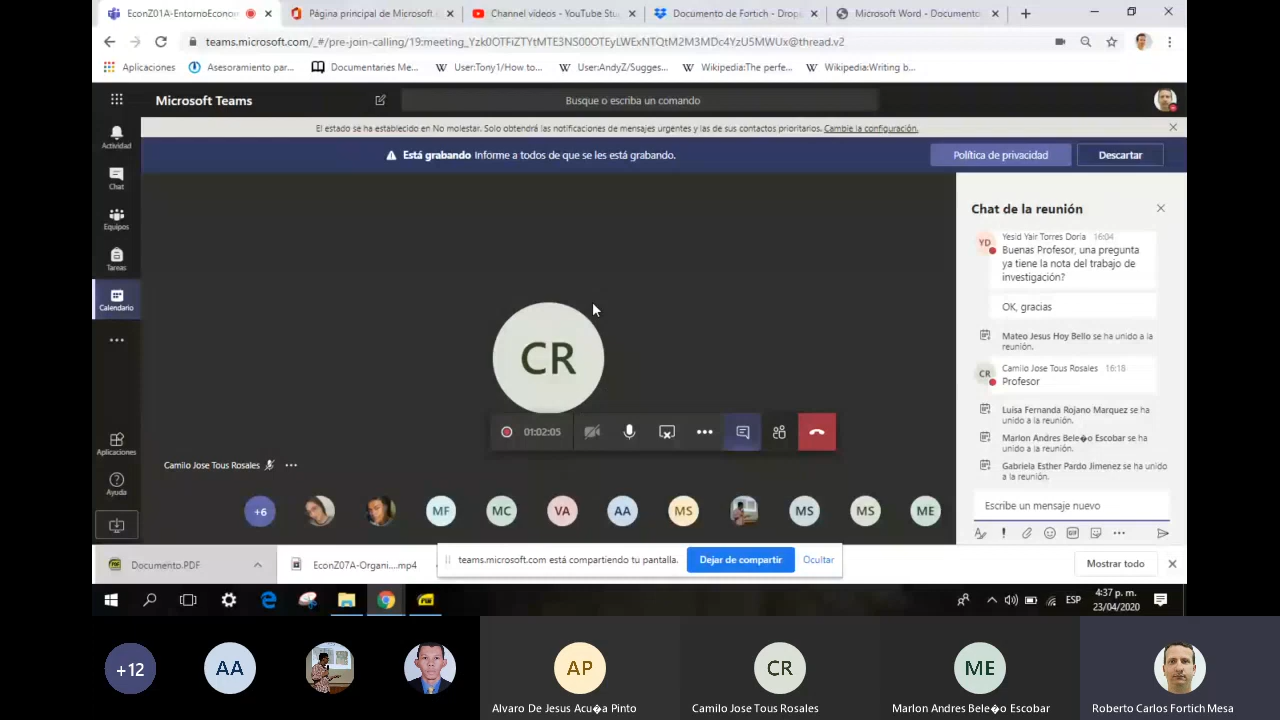 EconZ01A-EntornoEconom
Página principal de Microsoft
Channel videos - YouTube Stu
Documento de Fortich - Drop
Microsoft Word - Documento
teams.microsoft.com/_#/pre-join-calling/19:meeting_Yzk0OTFiZTYtMTE3NS00OTEyLWExNTQtM2M3MDc4YzU5MWUx@thread.v2
Aplicaciones
Asesoramiento par...
Documentaries Me...
User:Tony1/How to...
User:AndyZ/Sugges...
Wikipedia:The perfe...
Wikipedia:Writing b...
Microsoft Teams
Busque o escriba un comando
El estado se ha establecido en No molestar. Solo obtendrá las notificaciones de mensajes urgentes y las de sus contactos prioritarios. Cambie la configuración.
Está grabando Informe a todos de que se les está grabando.
Política de privacidad
Descartar
Actividad
Chat
Equipos
Tareas
Calendario
Aplicaciones
Ayuda
CR
01:02:05
Camilo Jose Tous Rosales
+6
MF
MC
VA
AA
MS
MS
MS
ME
Chat de la reunión
YD
Yesid Yair Torres Doria 16:04
Buenas Profesor, una pregunta
ya tiene la nota del trabajo de
investigación?
OK, gracias
Mateo Jesus Hoy Bello se ha unido a la
reunión.
CR
Camilo Jose Tous Rosales 16:18
Profesor
Luisa Fernanda Rojano Marquez se ha
unido a la reunión.
Marlon Andres Bele�o Escobar se ha
unido a la reunión.
Gabriela Esther Pardo Jimenez se ha unido
a la reunión.
Escribe un mensaje nuevo
GIF
Documento.PDF
EconZ07A-Organi....mp4
teams.microsoft.com está compartiendo tu pantalla.
Dejar de compartir
Ocultar
Mostrar todo
ESP
4:37 p. m.
23/04/2020
+12
AA
AP
CR
ME
Alvaro De Jesus Acu�a Pinto
Camilo Jose Tous Rosales
Marlon Andres Bele�o Escobar
Roberto Carlos Fortich Mesa